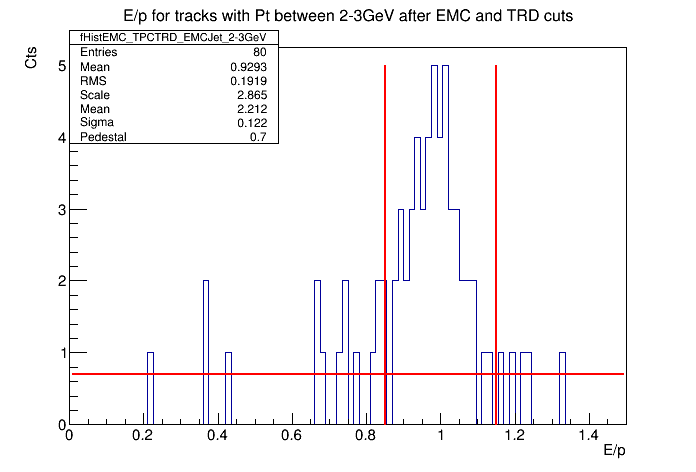 E/p for tracks with Pt between 2-3GeV after EMC and TRD cuts
fHistEMC_TPCTRD_EMCJet_2-3GeV
Entries 80
Mean 0.9293
RMS 0.1919
Scale 2.865
Mean 2.212
Sigma 0.122
Pedestal 0.7
Cts
5
4
3
2
1
0
0 0.2 0.4 0.6 0.8 1 1.2 1.4
E/p